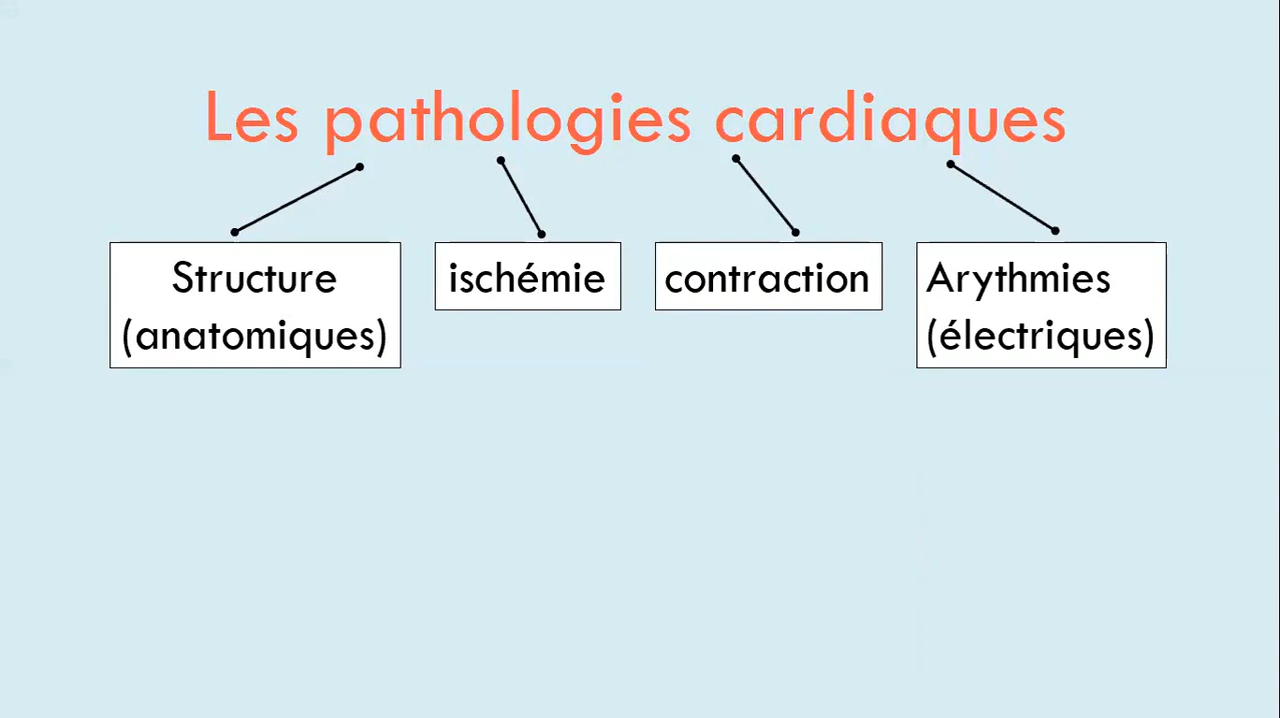 Les pathologies cardiaques
Structure
(anatomiques)
ischémie
contraction
Arythmies
(électriques)